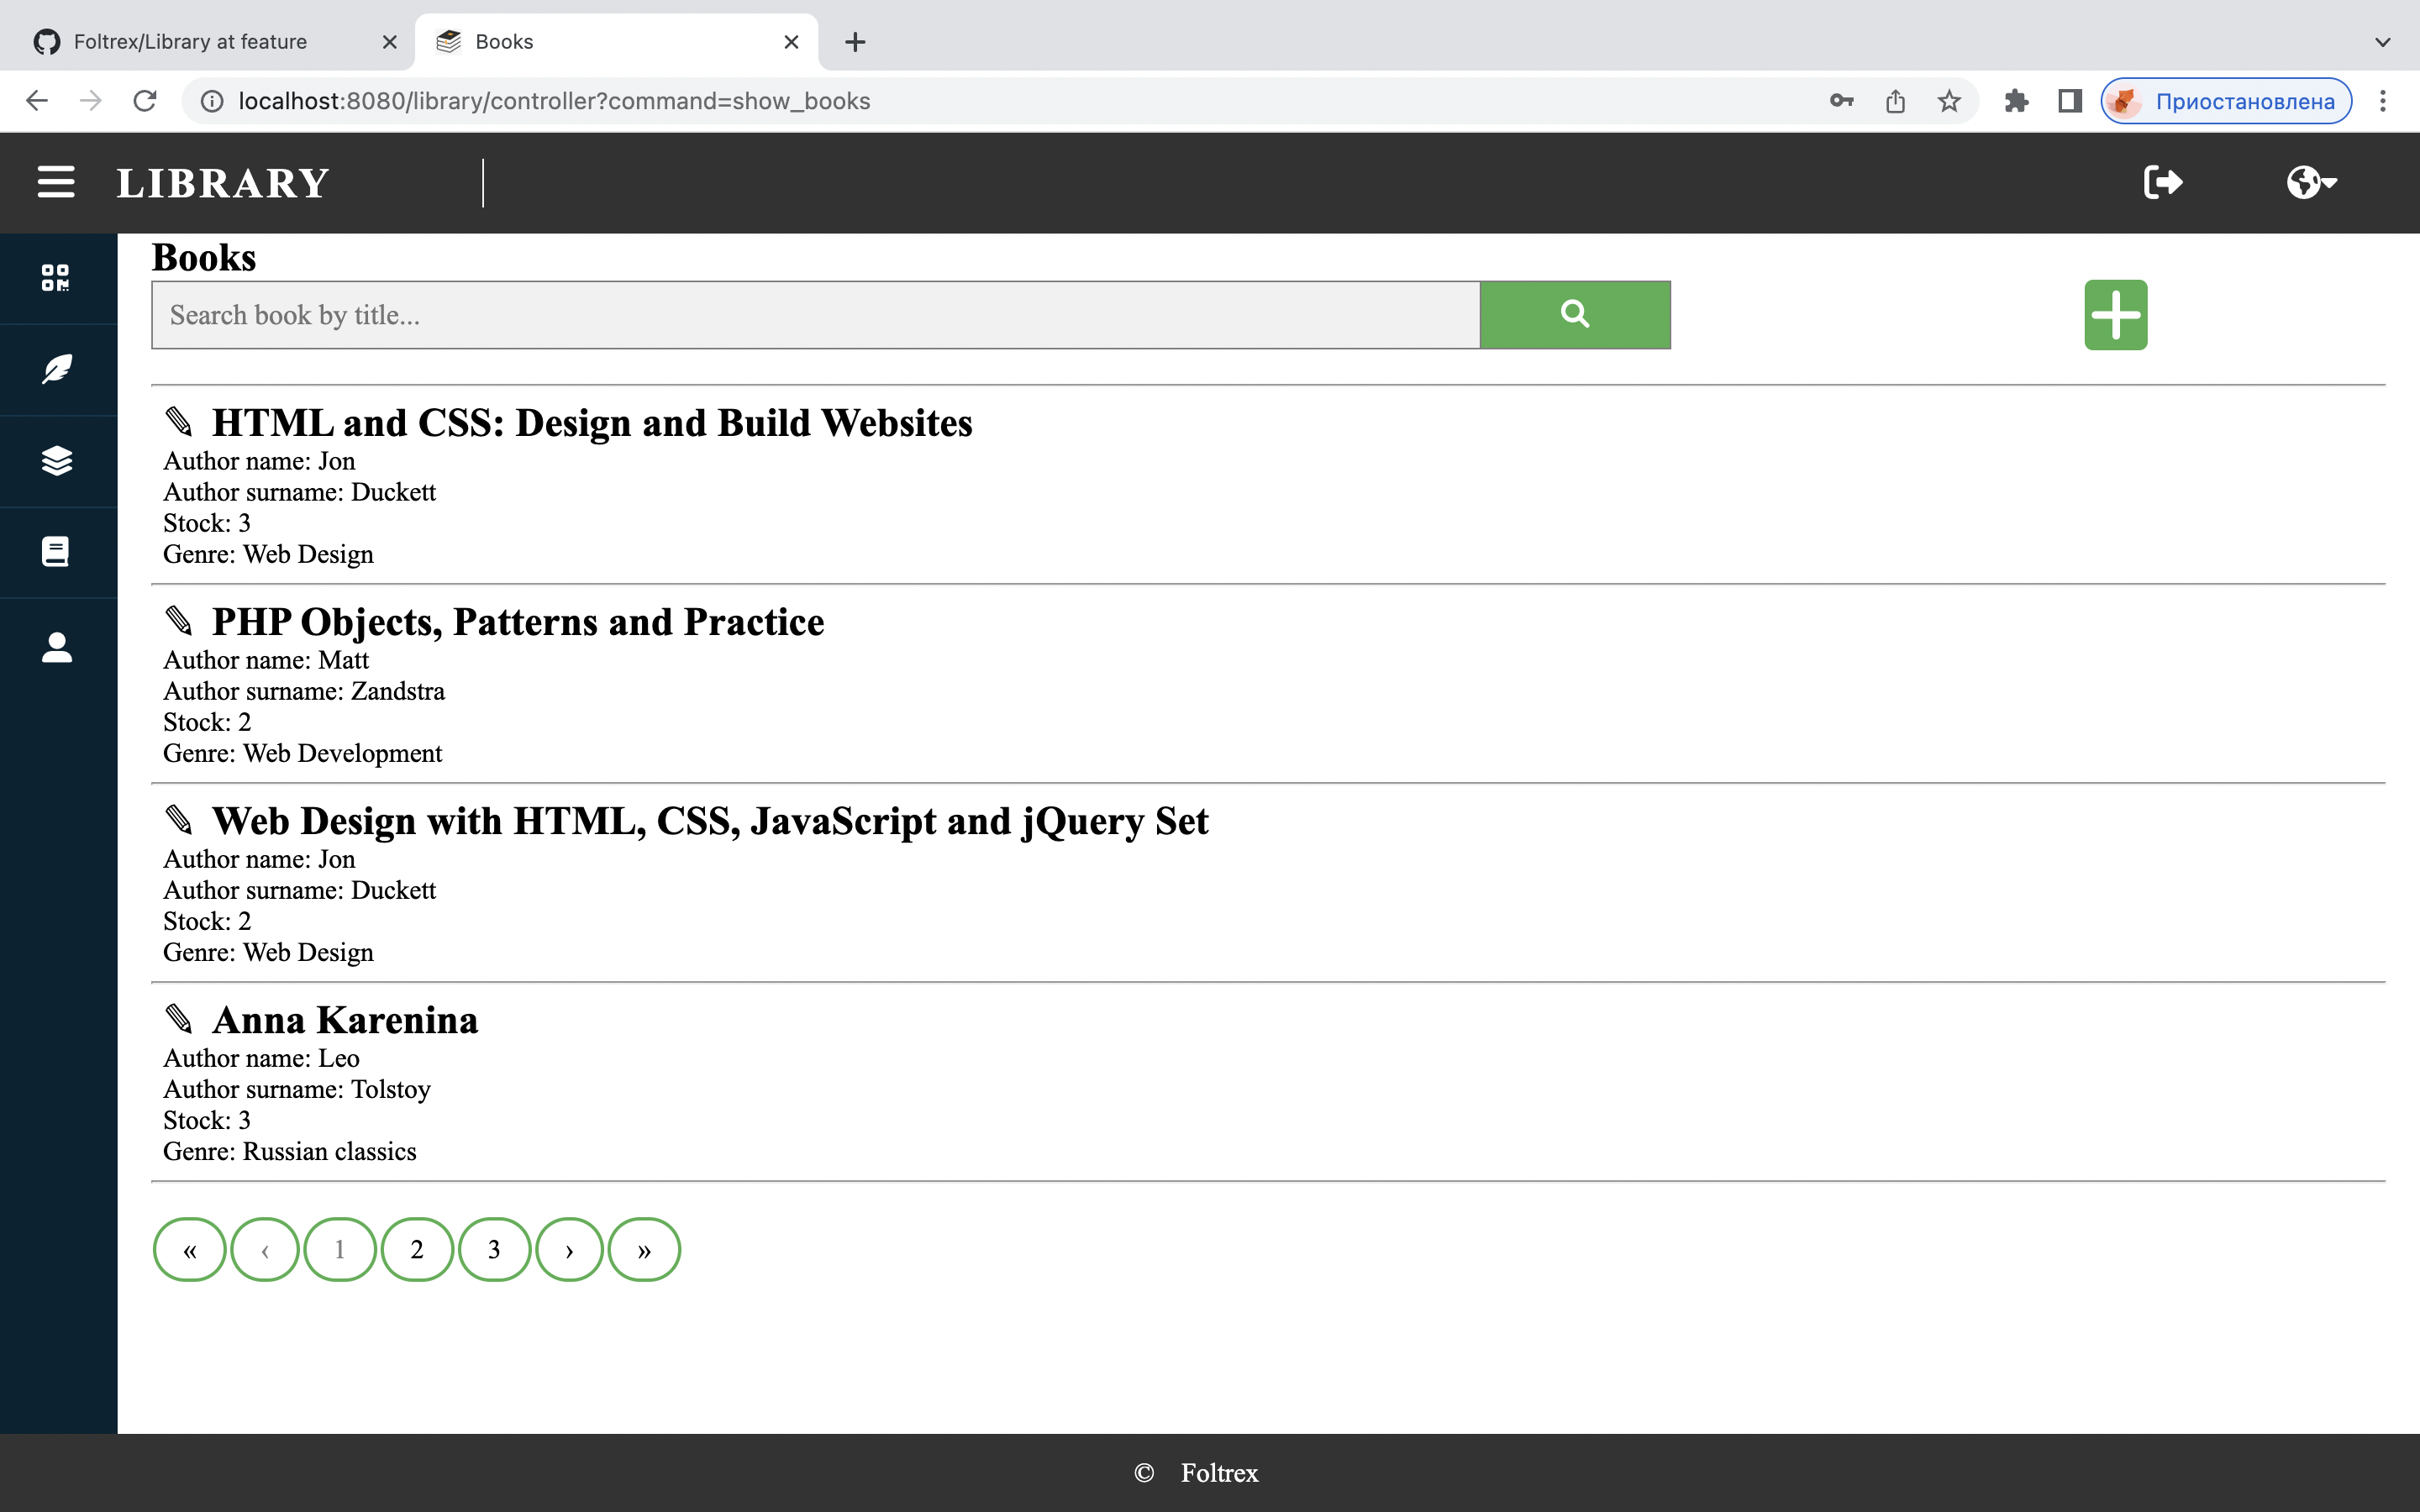 Foltrex/Library at feature
Books
localhost:8080/library/controller?command=show_books
Приостановлена
LIBRARY
Books
Search book by title...
HTML and CSS: Design and Build Websites
Author name: Jon
Author surname: Duckett
Stock: 3
Genre: Web Design
PHP Objects, Patterns and Practice
Author name: Matt
Author surname: Zandstra
Stock: 2
Genre: Web Development
Web Design with HTML, CSS, JavaScript and jQuery Set
Author name: Jon
Author surname: Duckett
Stock: 2
Genre: Web Design
Anna Karenina
Author name: Leo
Author surname: Tolstoy
Stock: 3
Genre: Russian classics
« ‹ 1 2 3 › »
© Foltrex